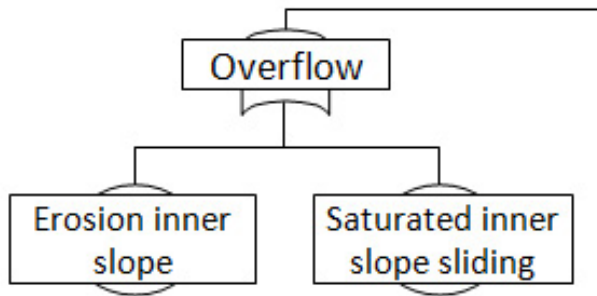 Overflow
Erosion inner
slope
Saturated inner
slope sliding